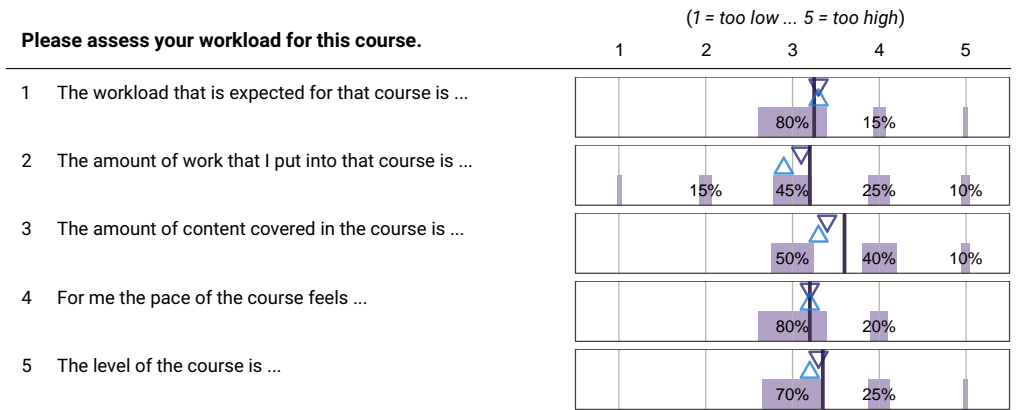 (1 = too low ... 5 = too high)
Please assess your workload for this course.
1 2 3 4 5
1 The workload that is expected for that course is ...
80% 15%
2 The amount of work that I put into that course is ...
15% 45% 25% 10%
3 The amount of content covered in the course is ...
50% 40% 10%
4 For me the pace of the course feels ...
80% 20%
5 The level of the course is ...
70% 25%